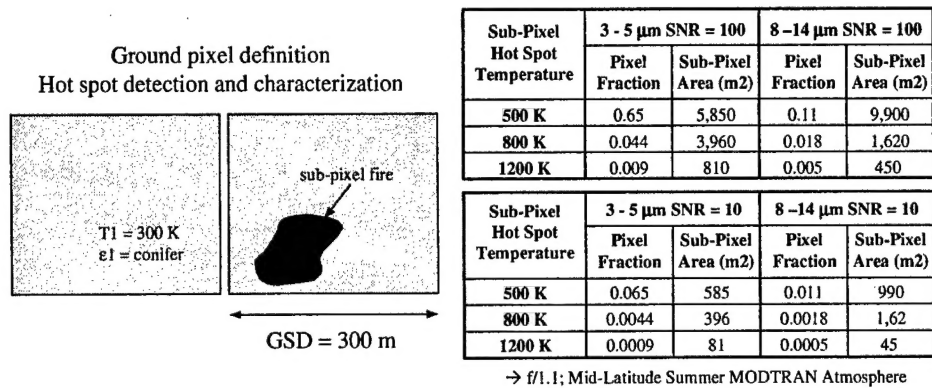 Ground pixel definition
Hot spot detection and characterization
sub-pixel fire
T1 = 300 K
ε1 = conifer
GSD = 300 m
Sub-Pixel Hot Spot Temperature | 3 - 5 µm SNR = 100 | 8 –14 µm SNR = 100
Pixel Fraction | Sub-Pixel Area (m2) | Pixel Fraction | Sub-Pixel Area (m2)
500 K | 0.65 | 5,850 | 0.11 | 9,900
800 K | 0.044 | 3,960 | 0.018 | 1,620
1200 K | 0.009 | 810 | 0.005 | 450
Sub-Pixel Hot Spot Temperature | 3 - 5 µm SNR = 10 | 8 –14 µm SNR = 10
Pixel Fraction | Sub-Pixel Area (m2) | Pixel Fraction | Sub-Pixel Area (m2)
500 K | 0.065 | 585 | 0.011 | 990
800 K | 0.0044 | 396 | 0.0018 | 1,62
1200 K | 0.0009 | 81 | 0.0005 | 45
→ f/1.1; Mid-Latitude Summer MODTRAN Atmosphere